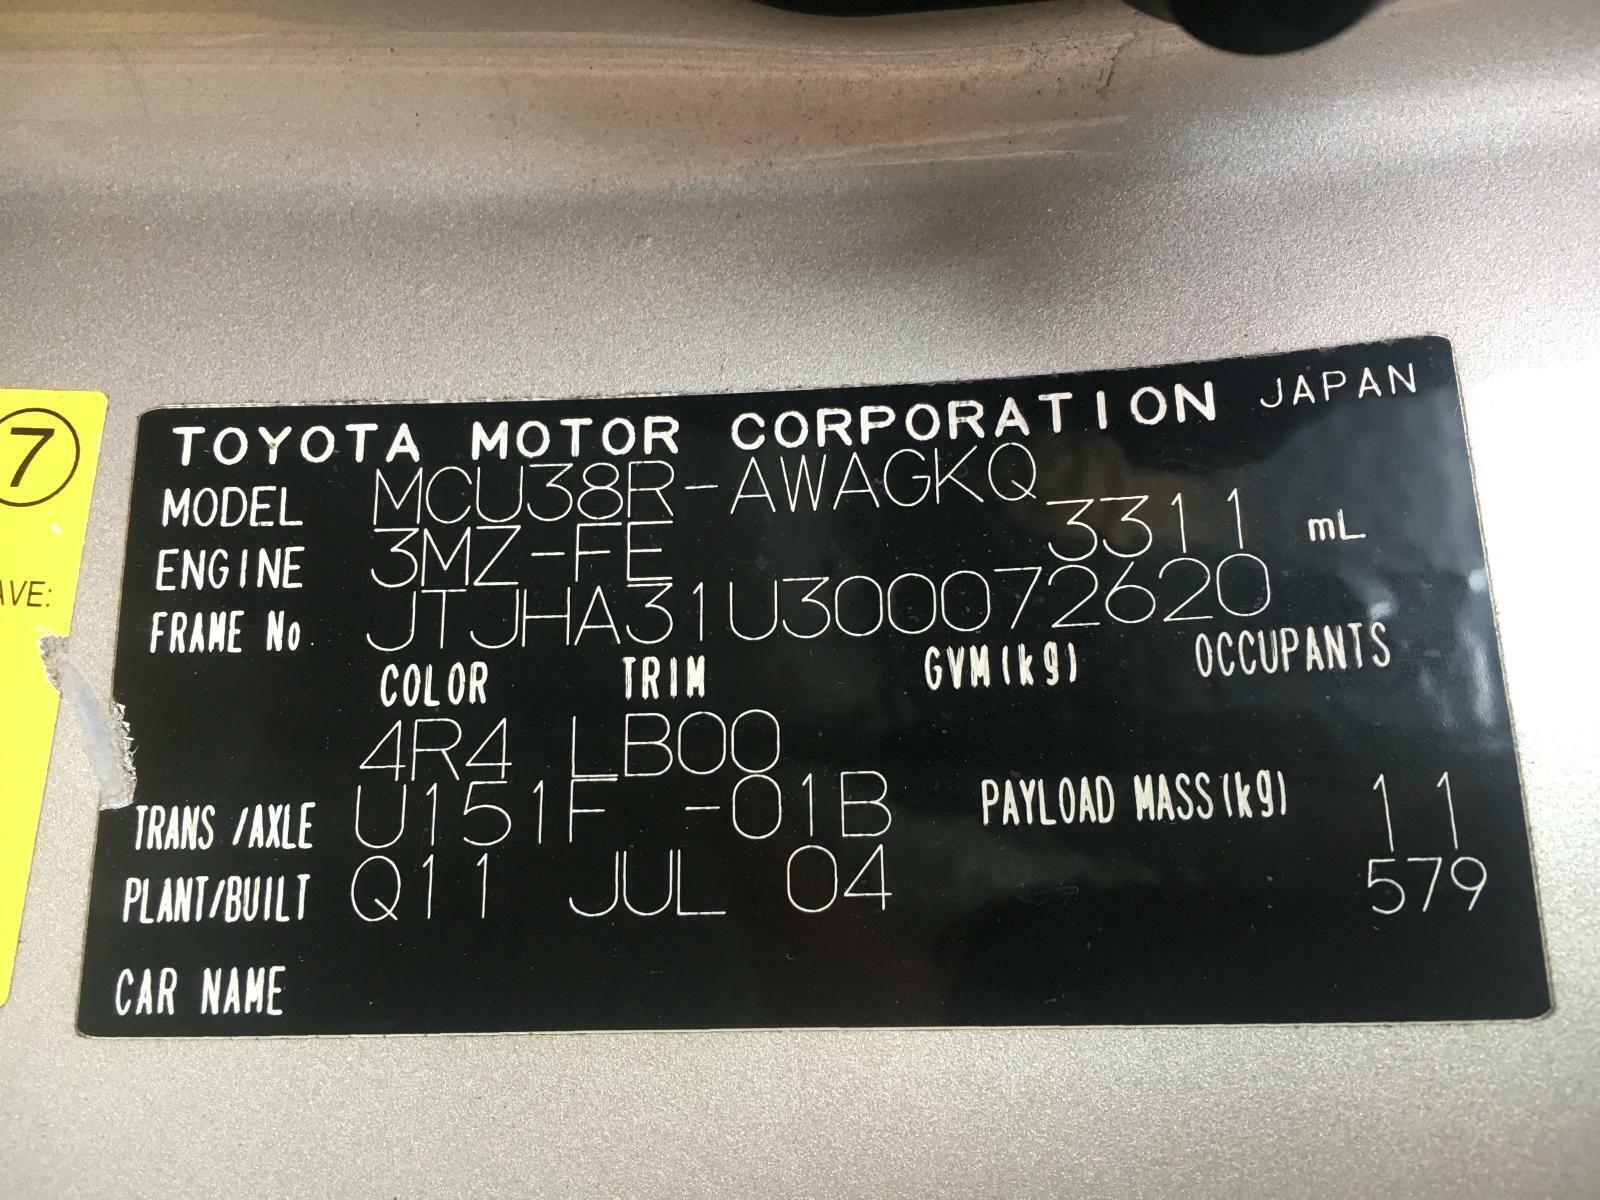 TOYOTA MOTOR CORPORATION JAPAN
MODEL MCU38R-AWAGKQ
ENGINE 3MZ-FE 3311 mL
FRAME No. JTJHA31U300072620
COLOR TRIM GVM(kg) OCCUPANTS
4R4 LB00
TRANS/AXLE U151F -01B PAYLOAD MASS(kg) 11
PLANT/BUILT Q11 JUL 04 579
CAR NAME
7
AVE: